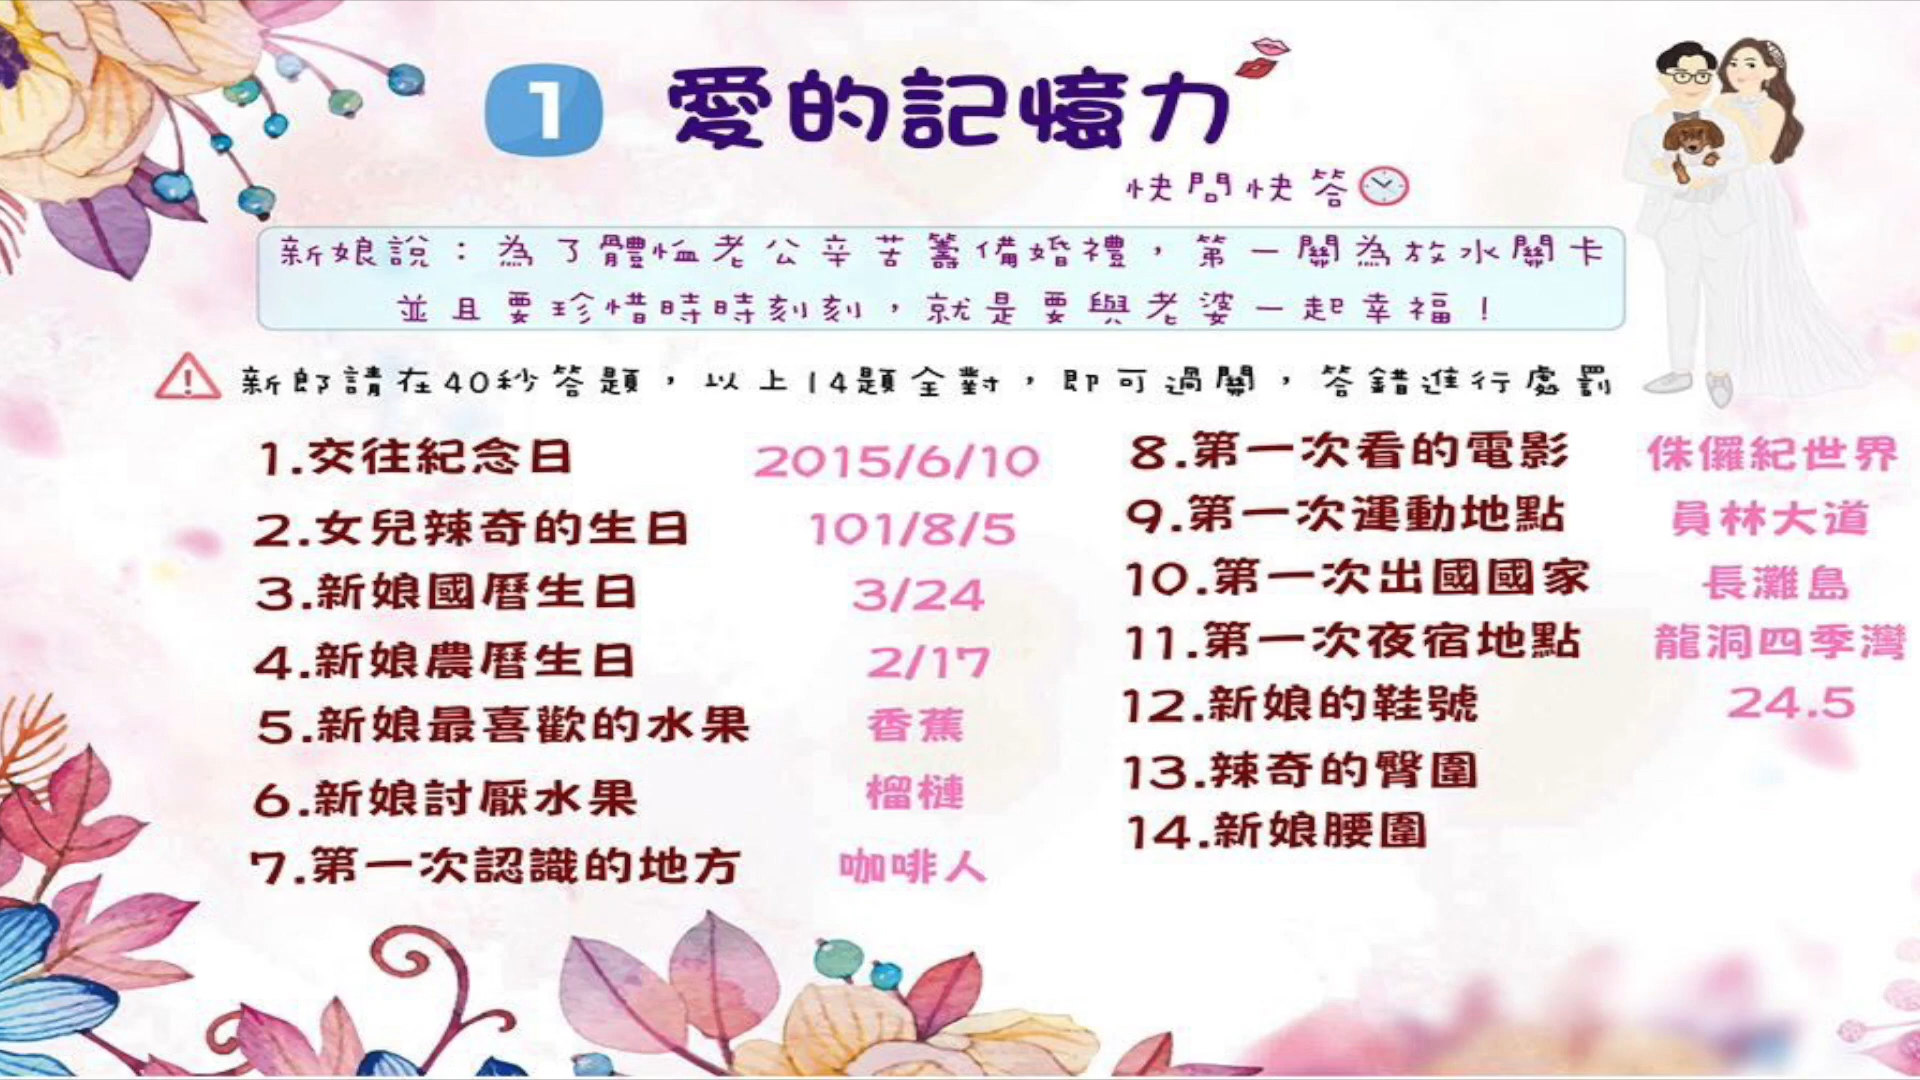 1 愛的記憶力
快問快答
新娘說：為了體恤老公辛苦籌備婚禮，第一關為放水關卡
並且要珍惜時時刻刻，就是要與老婆一起幸福！
新郎請在40秒答題，以上14題全對，即可過關，答錯進行處罰
1.交往紀念日 2015/6/10
2.女兒辣奇的生日 101/8/5
3.新娘國曆生日 3/24
4.新娘農曆生日 2/17
5.新娘最喜歡的水果 香蕉
6.新娘討厭水果 榴槤
7.第一次認識的地方 咖啡人
8.第一次看的電影 侏儸紀世界
9.第一次運動地點 員林大道
10.第一次出國國家 長灘島
11.第一次夜宿地點 龍洞四季灣
12.新娘的鞋號 24.5
13.辣奇的臀圍
14.新娘腰圍